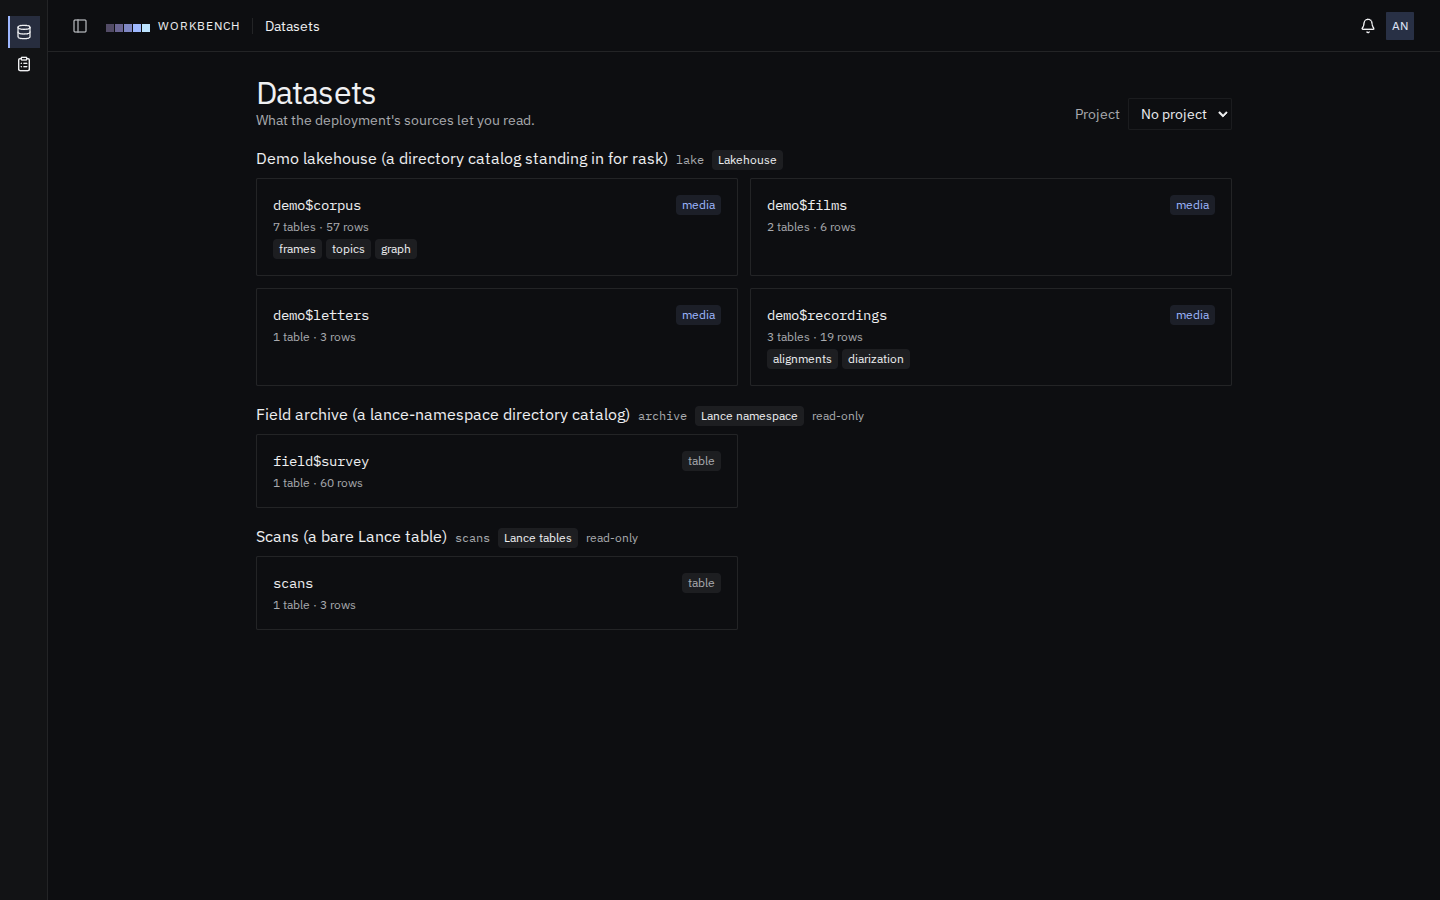 WORKBENCH
Datasets
AN
Datasets
What the deployment's sources let you read.
Project
No project
Demo lakehouse (a directory catalog standing in for rask) lake Lakehouse
demo$corpus
media
7 tables · 57 rows
frames topics graph
demo$films
media
2 tables · 6 rows
demo$letters
media
1 table · 3 rows
demo$recordings
media
3 tables · 19 rows
alignments diarization
Field archive (a lance-namespace directory catalog) archive Lance namespace read-only
field$survey
table
1 table · 60 rows
Scans (a bare Lance table) scans Lance tables read-only
scans
table
1 table · 3 rows